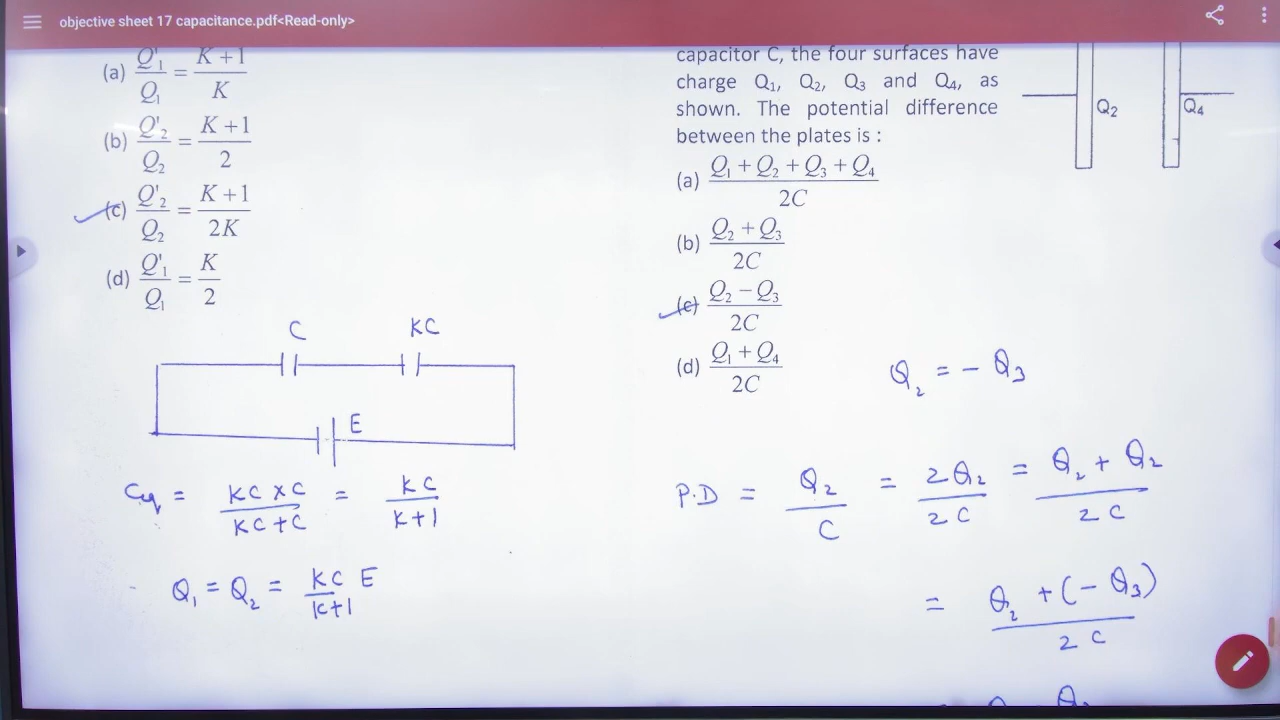 objective sheet 17 capacitance.pdf<Read-only>
(a) Q'₁/Q₁ = K+1/K
(b) Q'₂/Q₂ = K+1/2
(c) Q'₂/Q₂ = K+1/2K
(d) Q'₁/Q₁ = K/2
C KC
E
Ceq = KC×C/KC+C = KC/K+1
Q₁ = Q₂ = KC/K+1 E
capacitor C, the four surfaces have
charge Q₁, Q₂, Q₃ and Q₄, as
shown. The potential difference
between the plates is :
Q₂ Q₄
(a) Q₁+Q₂+Q₃+Q₄/2C
(b) Q₂+Q₃/2C
(c) Q₂−Q₃/2C
(d) Q₁+Q₄/2C
Q₂ = − Q₃
P.D = Q₂/C = 2Q₂/2C = Q₂+Q₂/2C
= Q₂+(−Q₃)/2C